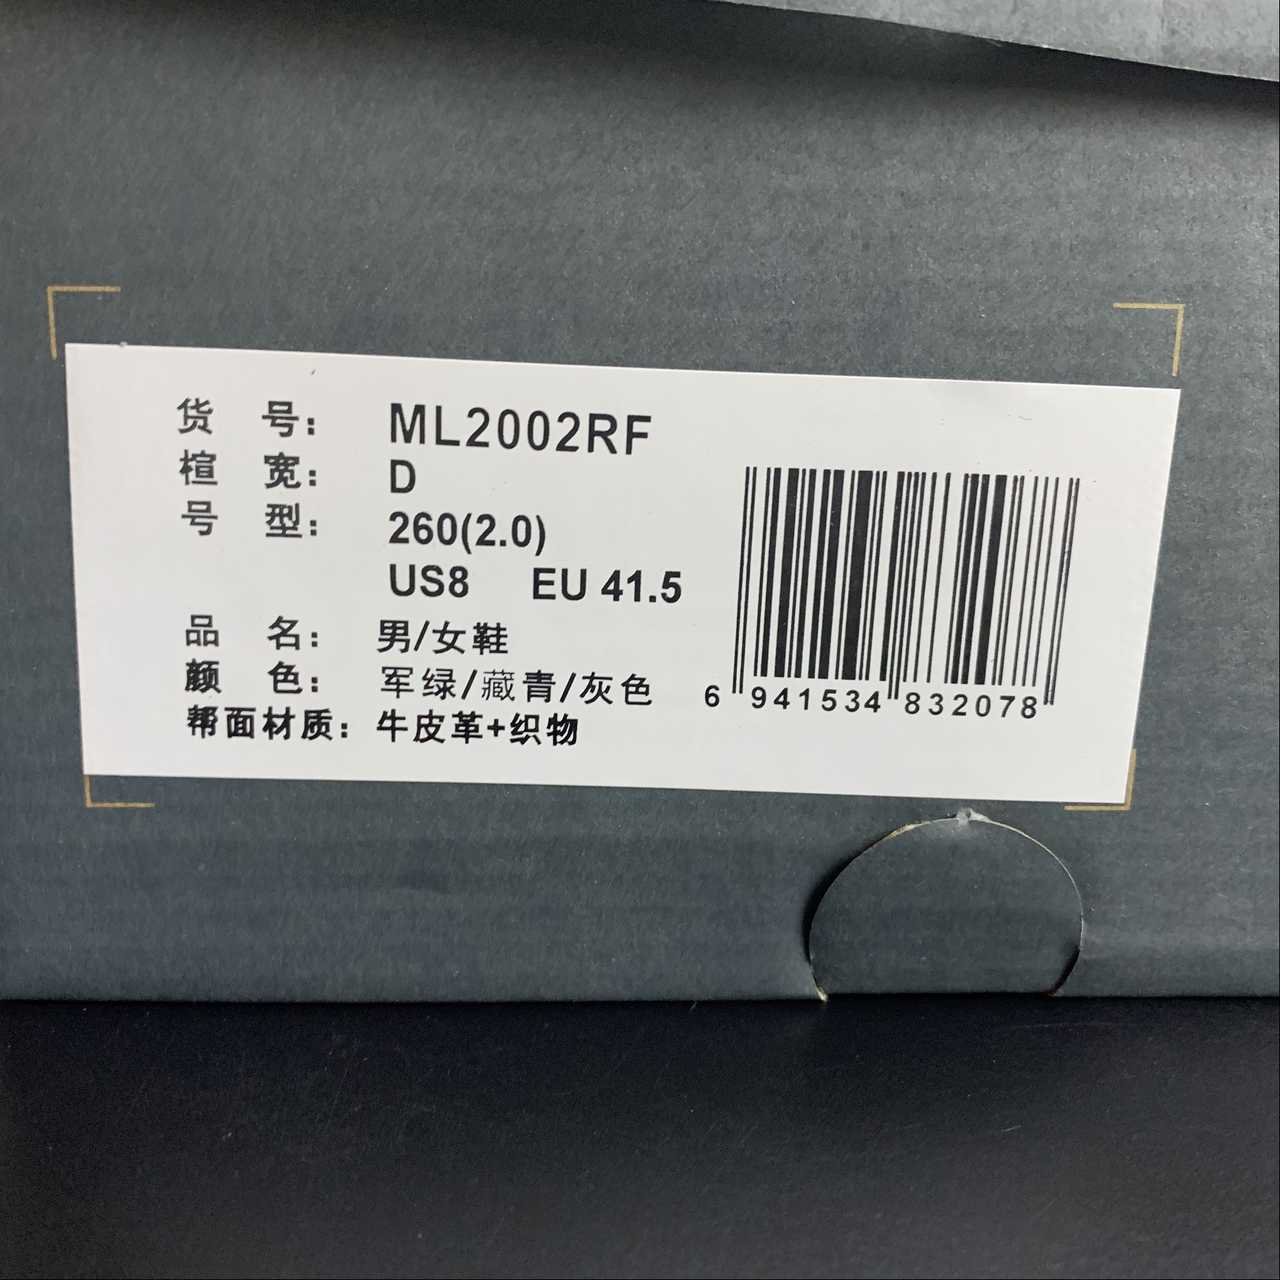 货 号： ML2002RF
楦 宽： D
号 型： 260(2.0)
US8 EU 41.5
品 名： 男/女鞋
颜 色： 军绿/藏青/灰色
帮面材质： 牛皮革+织物
6 941534 832078